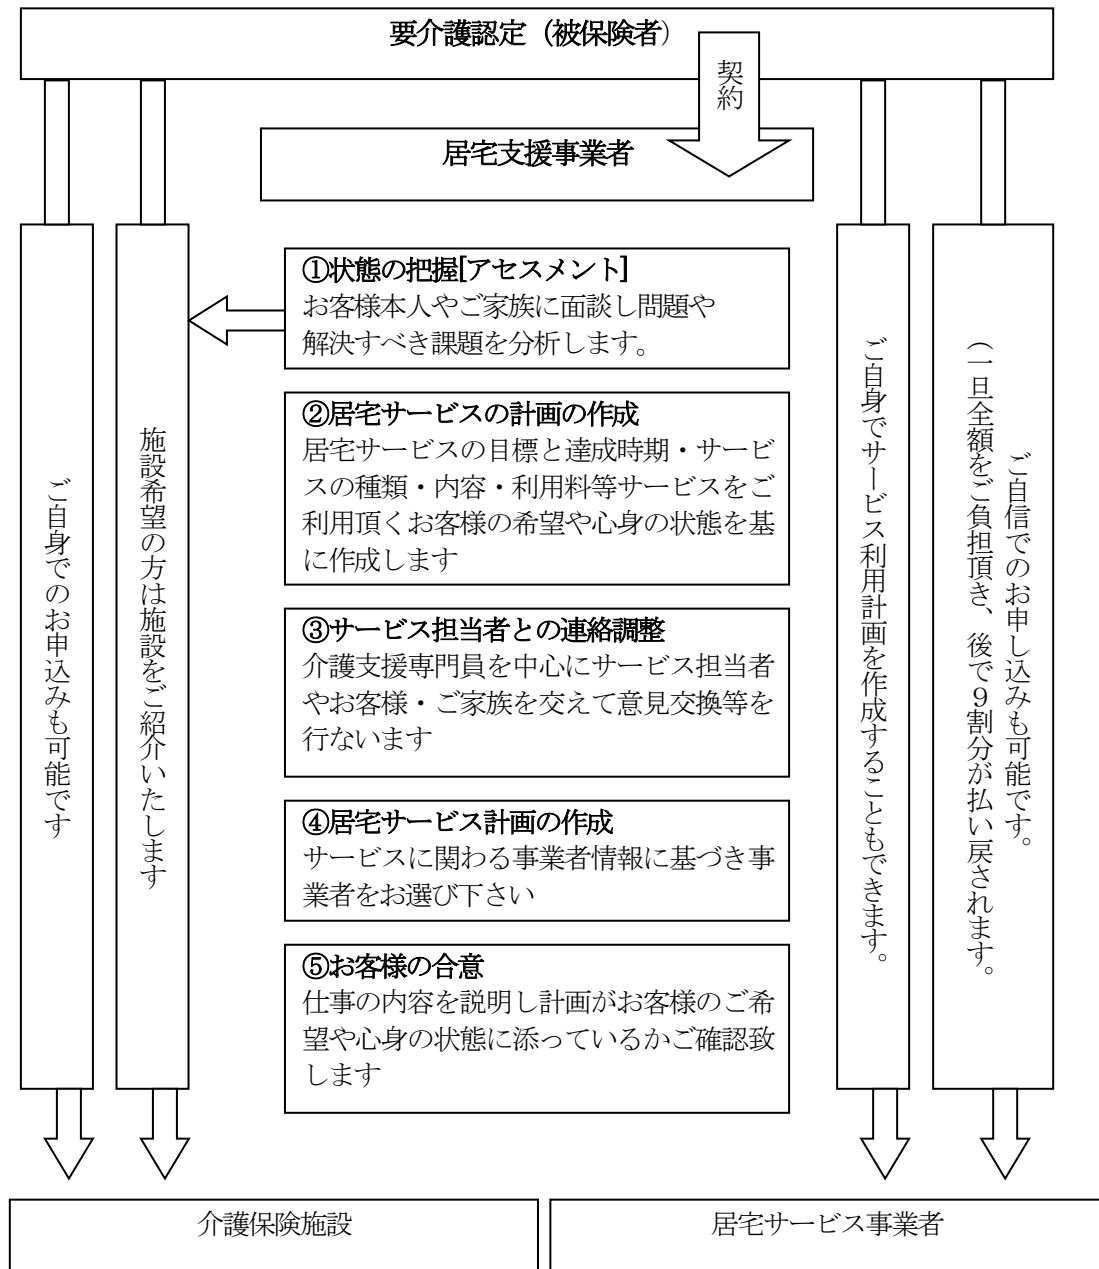 要介護認定（被保険者）
契約
居宅支援事業者
①状態の把握[アセスメント]
お客様本人やご家族に面談し問題や
解決すべき課題を分析します。
②居宅サービスの計画の作成
居宅サービスの目標と達成時期・サービ
スの種類・内容・利用料等サービスをご
利用頂くお客様の希望や心身の状態を基
に作成します
③サービス担当者との連絡調整
介護支援専門員を中心にサービス担当者
やお客様・ご家族を交えて意見交換等を
行ないます
④居宅サービス計画の作成
サービスに関わる事業者情報に基づき事
業者をお選び下さい
⑤お客様の合意
仕事の内容を説明し計画がお客様のご希
望や心身の状態に添っているかご確認致
します
ご自身でのお申込みも可能です
施設希望の方は施設をご紹介いたします
ご自身でサービス利用計画を作成することもできます。
ご自信でのお申し込みも可能です。
（一旦全額をご負担頂き、後で９割分が払い戻されます。
介護保険施設
居宅サービス事業者